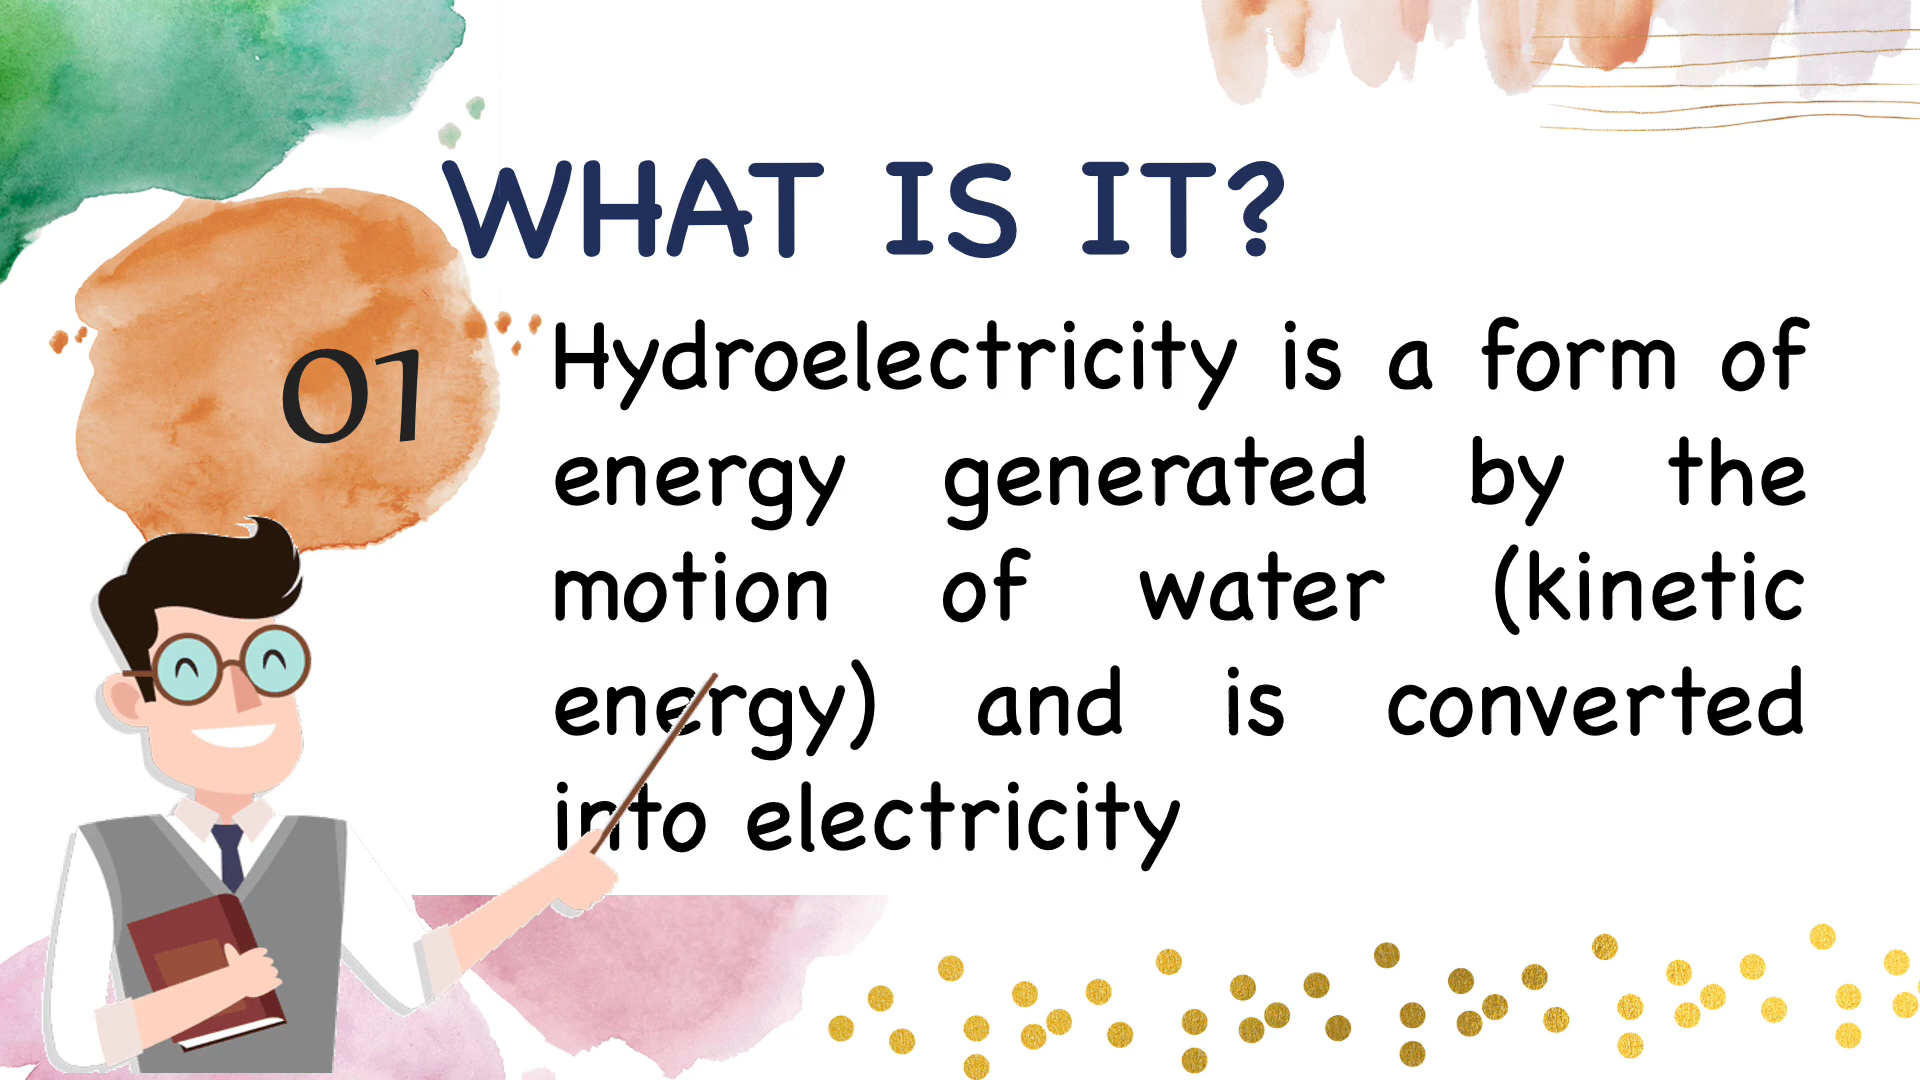 WHAT IS IT?
01
Hydroelectricity is a form of
energy generated by the
motion of water (kinetic
energy) and is converted
into electricity